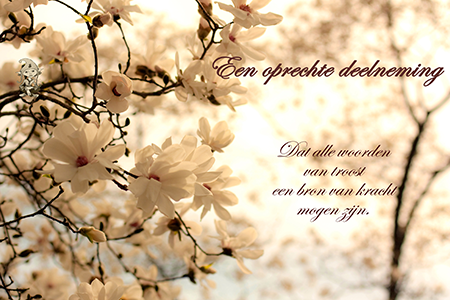 Een oprechte deelneming
Dat alle woorden
van troost
een bron van kracht
mogen zijn.